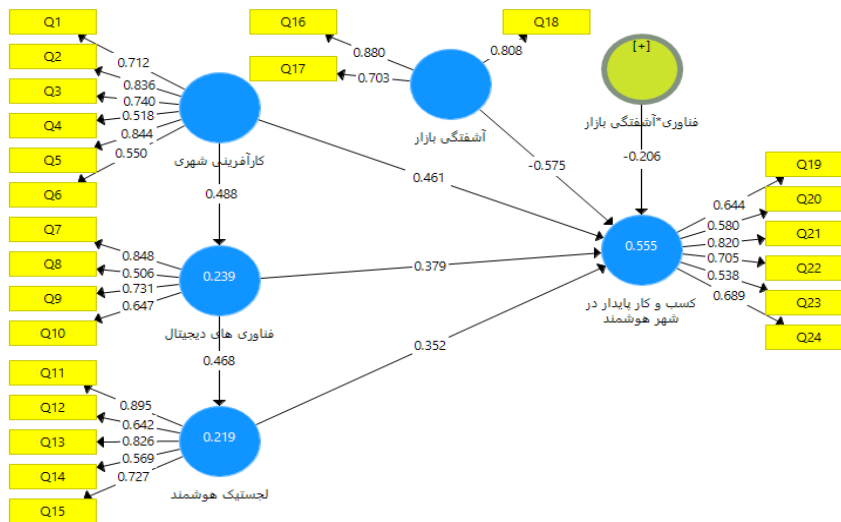 Q1
Q2
Q3
Q4
Q5
Q6
0.712
0.836
0.740
0.518
0.844
0.550
کارآفرینی شهری
0.488
Q7
Q8
Q9
Q10
0.848
0.506
0.731
0.647
0.239
فناوری های دیجیتال
0.468
Q11
Q12
Q13
Q14
Q15
0.895
0.642
0.826
0.569
0.727
0.219
لجستیک هوشمند
Q16
Q17
Q18
0.880
0.703
0.808
آشفتگی بازار
[+]
فناوری*آشفتگی بازار
0.461
-0.575
-0.206
0.379
0.352
0.555
کسب و کار پایدار در
شهر هوشمند
0.644
0.580
0.820
0.705
0.538
0.689
Q19
Q20
Q21
Q22
Q23
Q24